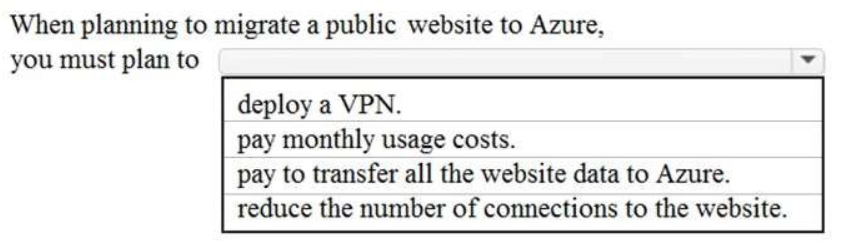 When planning to migrate a public website to Azure,
you must plan to
deploy a VPN.
pay monthly usage costs.
pay to transfer all the website data to Azure.
reduce the number of connections to the website.